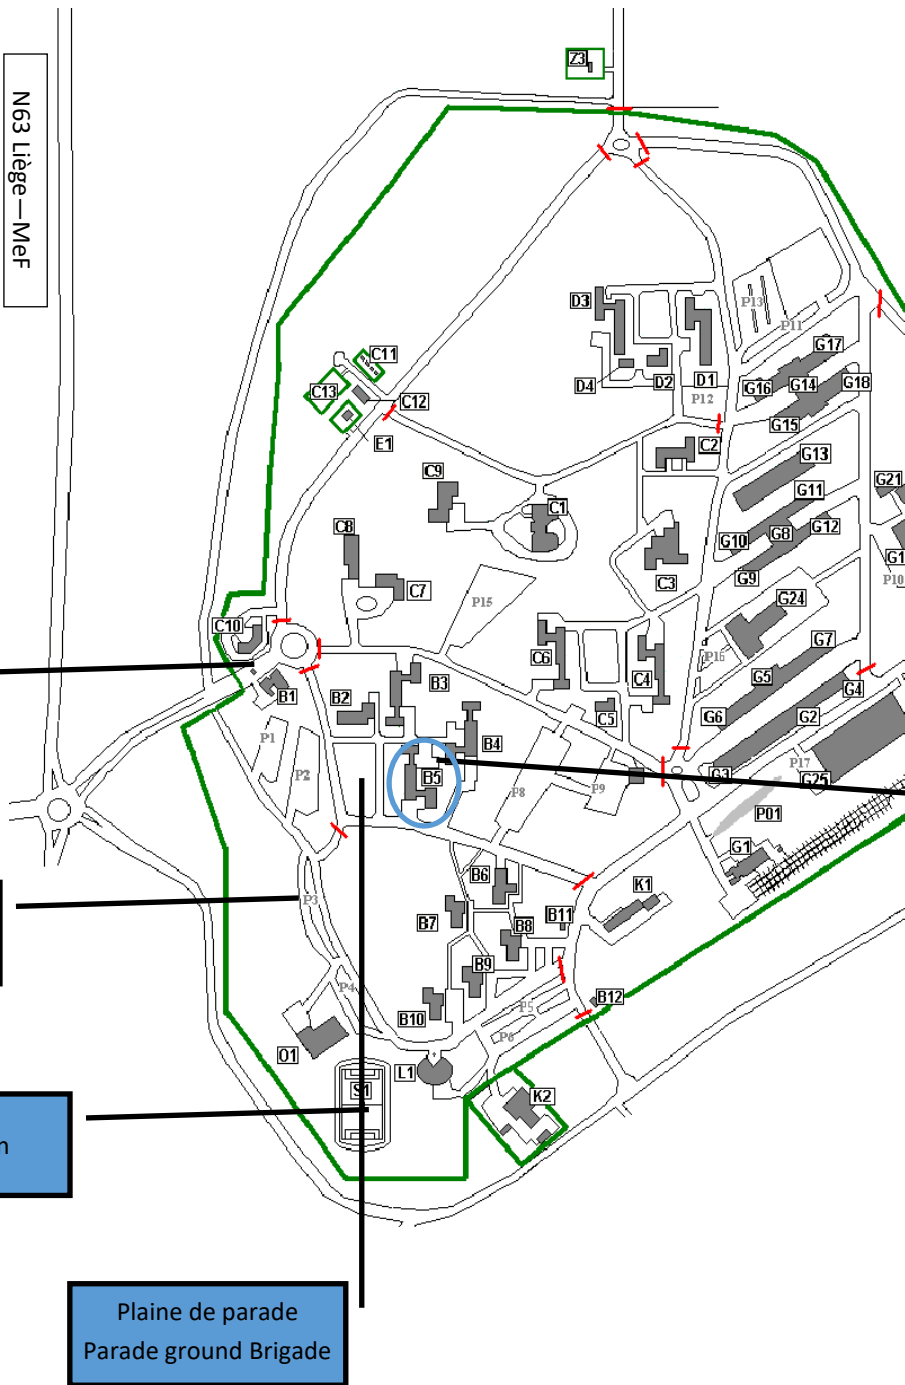 Z3
N63 Liège—MeF
D3
P13
P11
C11
G17
C13
D4
D2
D1
G16
G14
G18
C12
P12
G15
E1
C2
G13
C9
G21
C1
G11
C8
G10
G8
G12
C3
G9
G1
C7
P10
P15
G24
C10
C6
G7
P16
B3
C4
G5
B1
B2
G4
C5
G6
G2
P1
B4
P2
B5
G3
P17
P8
P9
G25
P01
G1
B6
K1
P3
B7
B11
B8
B9
P4
B12
B10
P5
P6
O1
L1
S1
K2
n
Plaine de parade
Parade ground Brigade